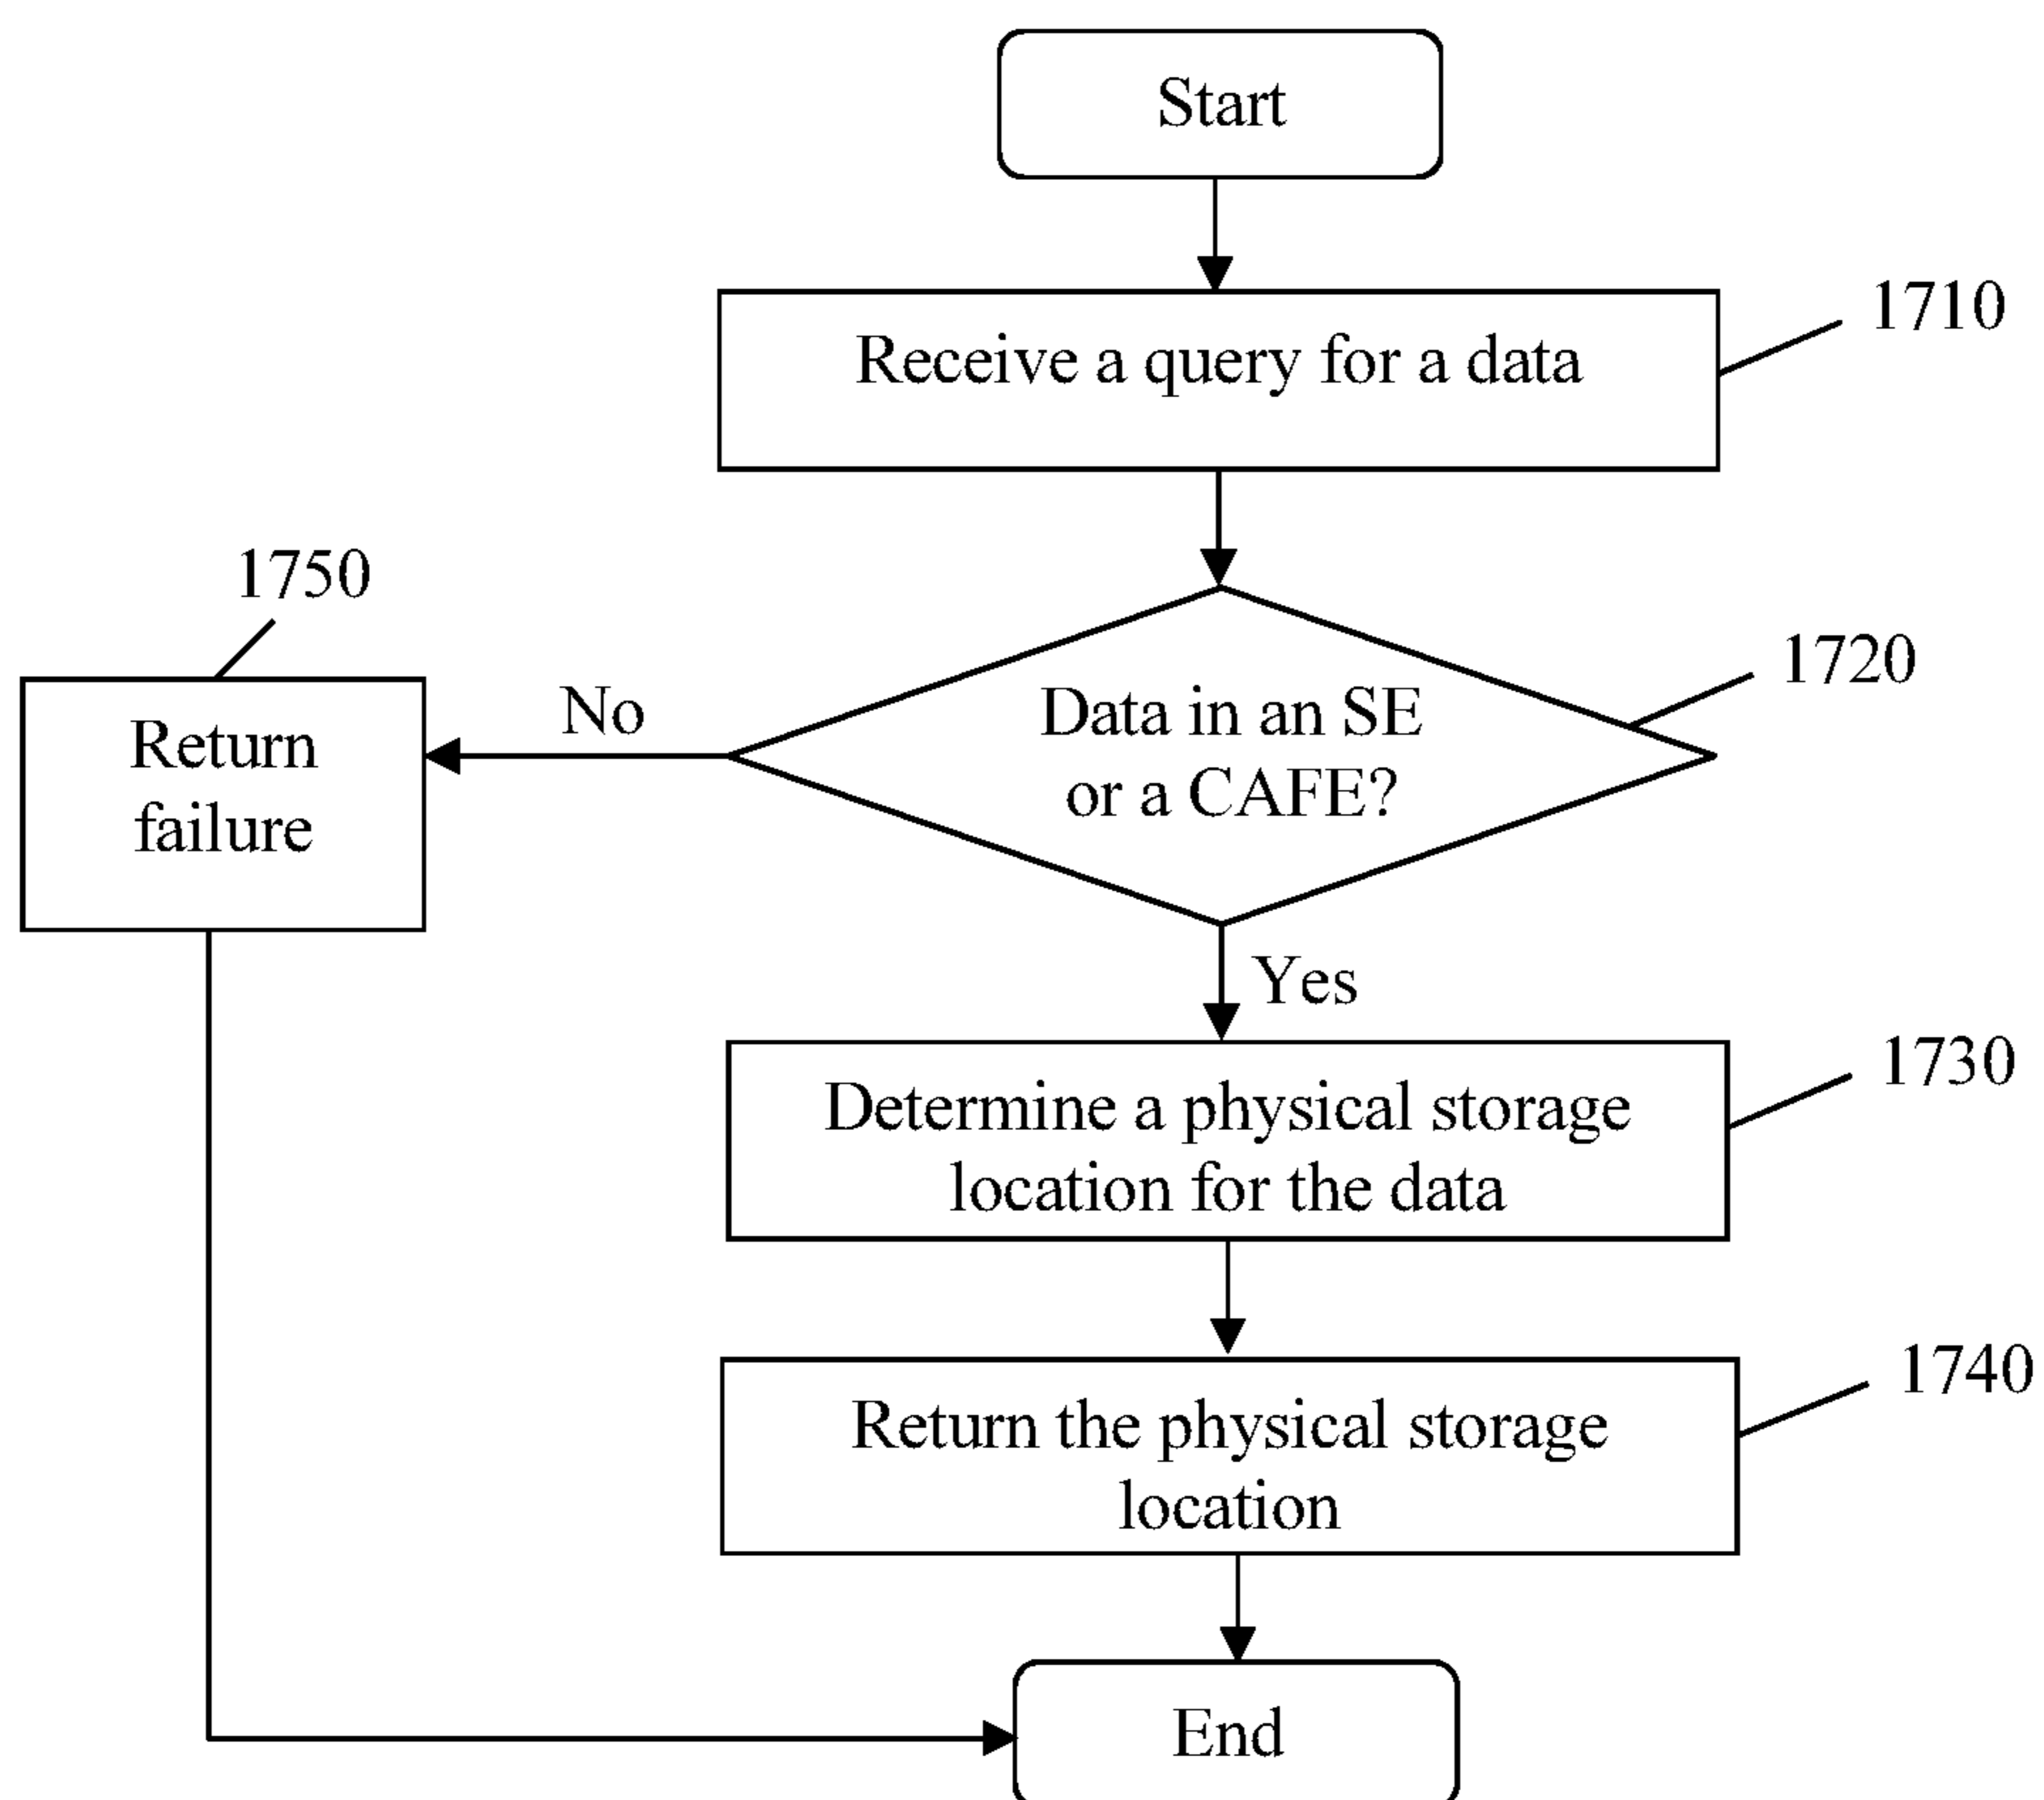 Start
Receive a query for a data
1710
1750
Return
failure
No
Data in an SE
or a CAFE?
1720
Yes
Determine a physical storage
location for the data
1730
Return the physical storage
location
1740
End